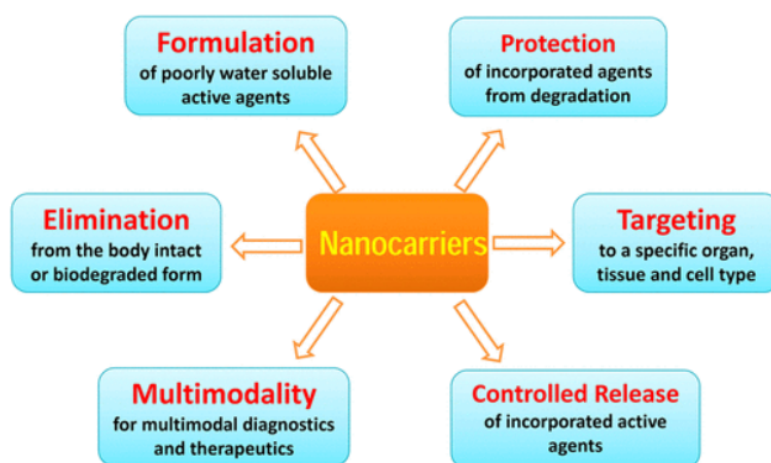 Formulation
of poorly water soluble
active agents
Protection
of incorporated agents
from degradation
Elimination
from the body intact
or biodegraded form
Nanocarriers
Targeting
to a specific organ,
tissue and cell type
Multimodality
for multimodal diagnostics
and therapeutics
Controlled Release
of incorporated active
agents